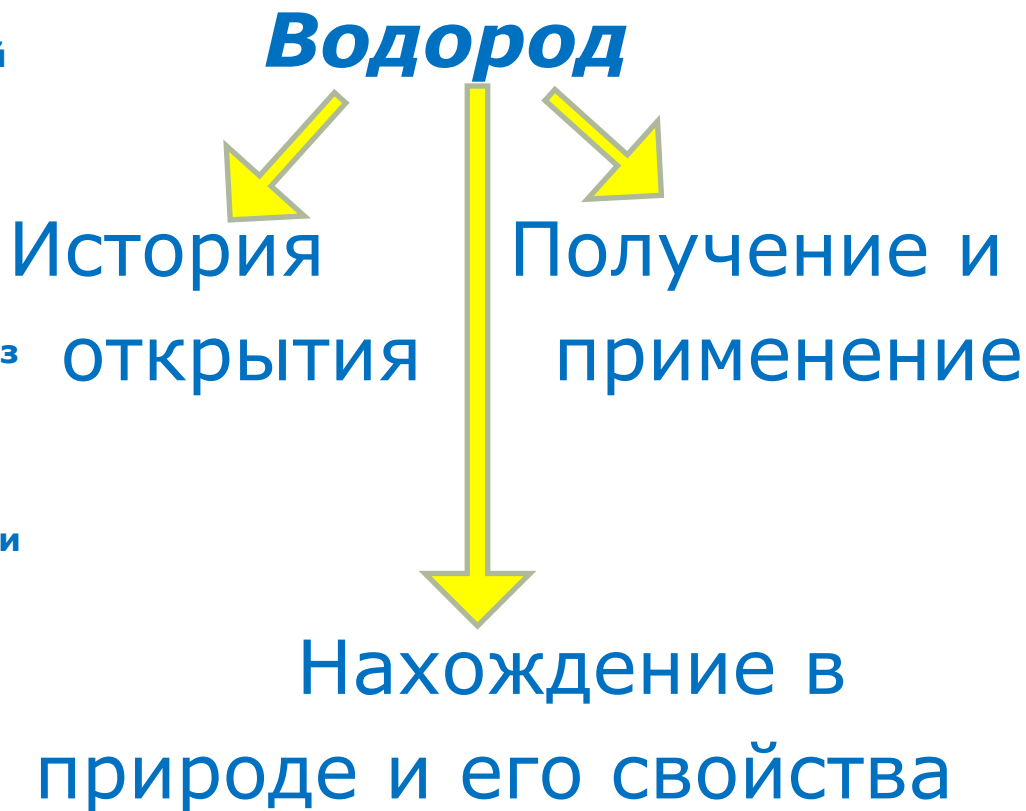 Водород
История
открытия
Получение и
применение
Нахождение в
природе и его свойства
й
з
и